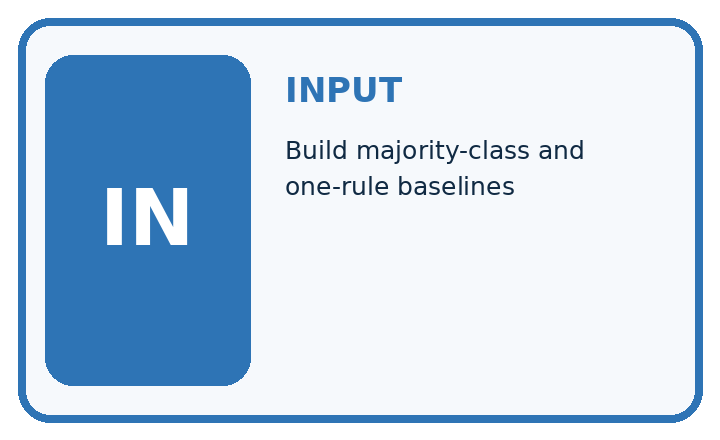 IN
INPUT
Build majority-class and
one-rule baselines